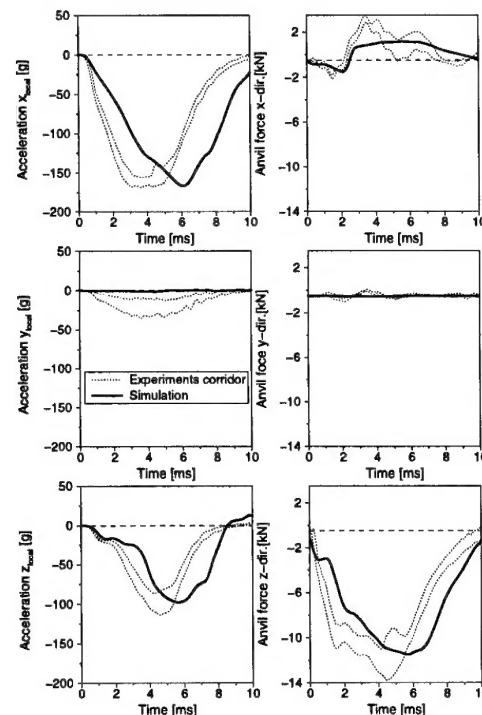 Acceleration x_local [g]
50
0
-50
-100
-150
-200
0 2 4 6 8 10
Time [ms]
Anvil force x-dir.[kN]
2
-2
-6
-10
-14
0 2 4 6 8 10
Time [ms]
Acceleration y_local [g]
50
0
-50
-100
-150
-200
Experiments corridor
Simulation
0 2 4 6 8 10
Time [ms]
Anvil foce y-dir.[kN]
2
-2
-6
-10
-14
0 2 4 6 8 10
Time [ms]
Acceleration z_local [g]
50
0
-50
-100
-150
-200
0 2 4 6 8 10
Time [ms]
Anvil force z-dir.[kN]
2
-2
-6
-10
-14
0 2 4 6 8 10
Time [ms]